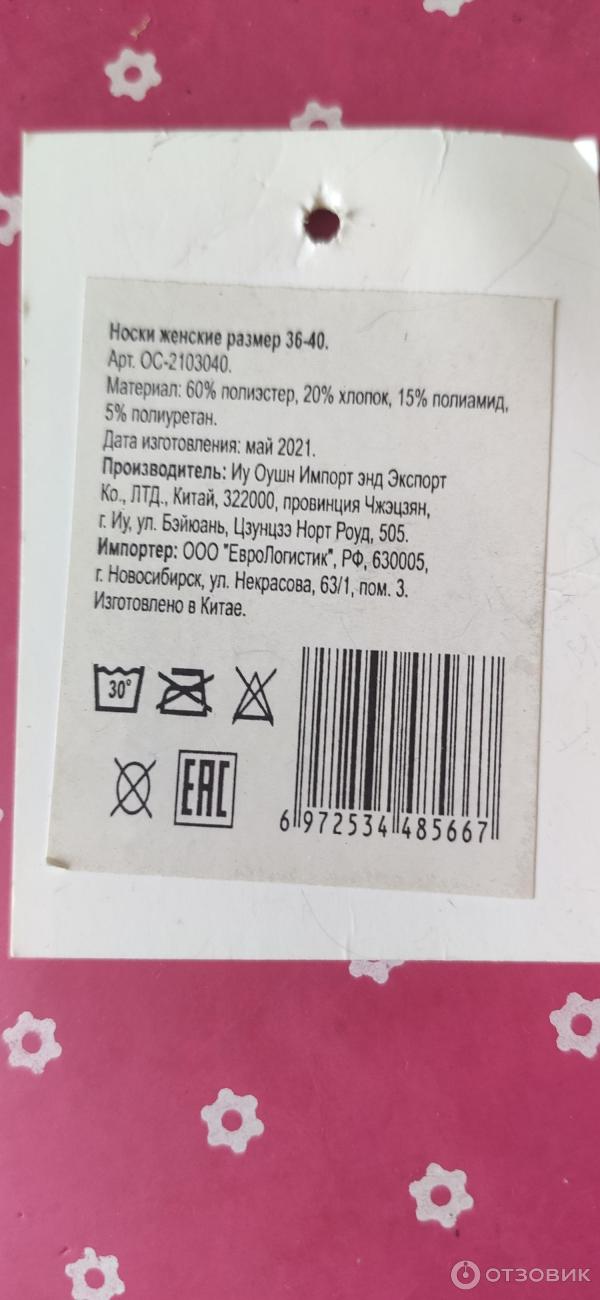 Носки женские размер 36-40.
Арт. ОС-2103040.
Материал: 60% полиэстер, 20% хлопок, 15% полиамид,
5% полиуретан.
Дата изготовления: май 2021.
Производитель: Иу Оушн Импорт энд Экспорт
Ко., ЛТД., Китай, 322000, провинция Чжэцзян,
г. Иу, ул. Бэйюань, Цзунцзэ Норт Роуд, 505.
Импортер: ООО "ЕвроЛогистик", РФ, 630005,
г. Новосибирск, ул. Некрасова, 63/1, пом. 3.
Изготовлено в Китае.
30°
EAC
6 972534 485667
ОТЗОВИК